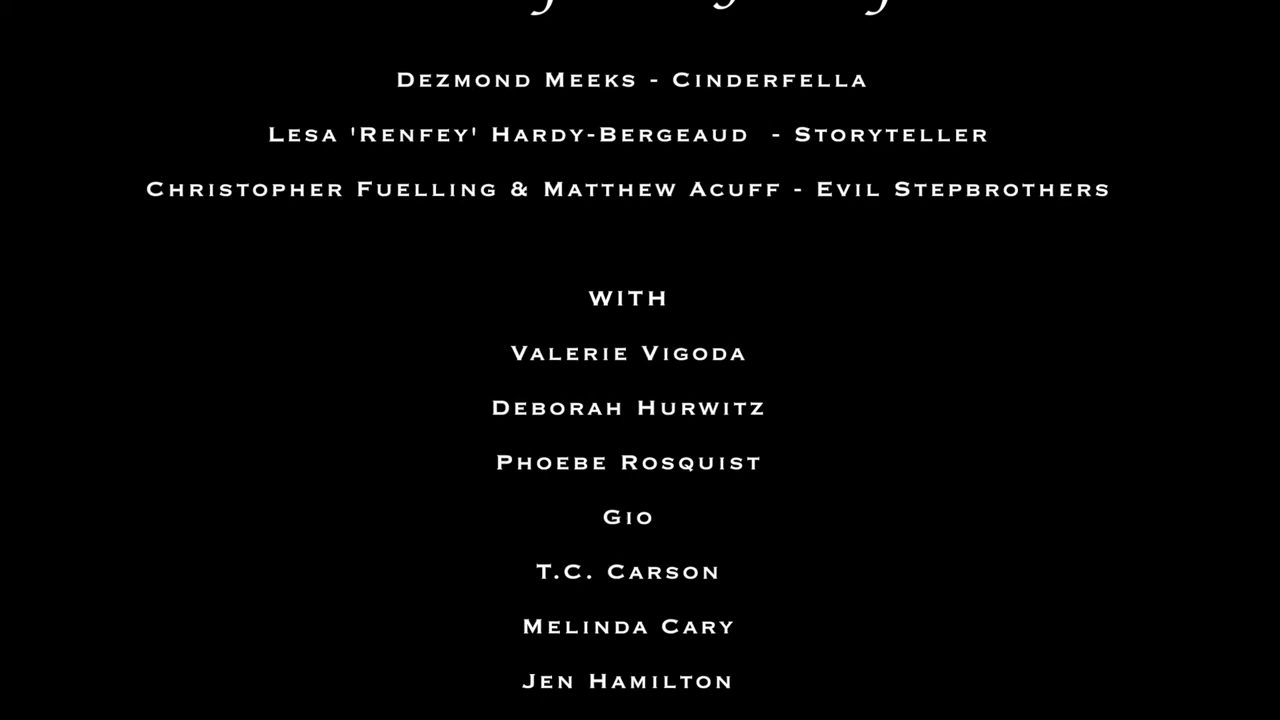 Dezmond Meeks - Cinderfella
Lesa 'Renfey' Hardy-Bergeaud - Storyteller
Christopher Fuelling & Matthew Acuff - Evil Stepbrothers
with
Valerie Vigoda
Deborah Hurwitz
Phoebe Rosquist
Gio
T.C. Carson
Melinda Cary
Jen Hamilton